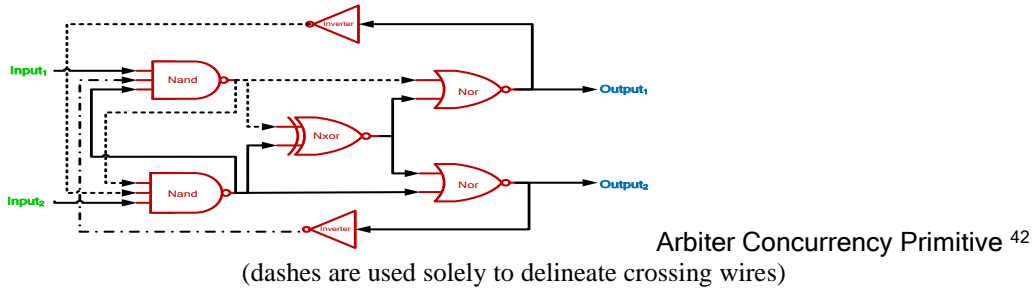 Inverter
Input₁
Nand
Nor
Output₁
Nxor
Nand
Nor
Output₂
Input₂
Inverter
Arbiter Concurrency Primitive ⁴²
(dashes are used solely to delineate crossing wires)